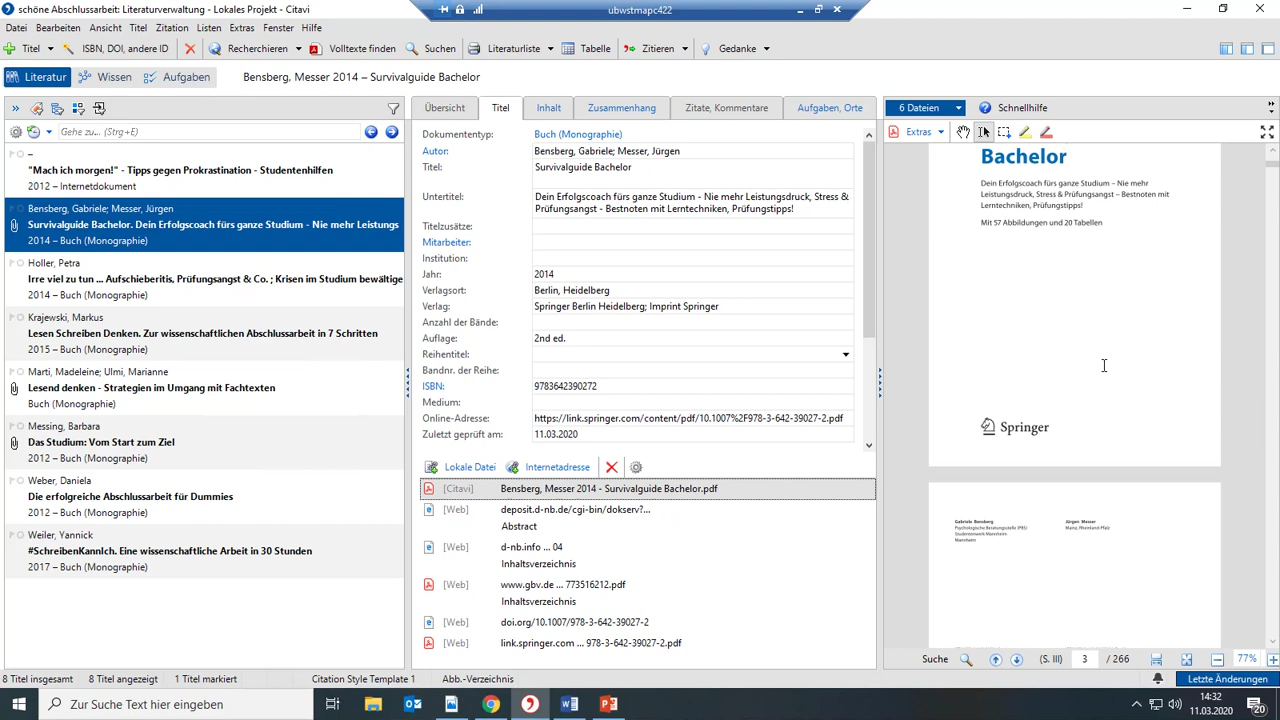 schöne Abschlussarbeit: Literaturverwaltung - Lokales Projekt - Citavi
ubwstmapc422
Datei Bearbeiten Ansicht Titel Zitation Listen Extras Fenster Hilfe
Titel ISBN, DOI, andere ID Recherchieren Volltexte finden Suchen Literaturliste Tabelle Zitieren Gedanke
Literatur Wissen Aufgaben Bensberg, Messer 2014 – Survivalguide Bachelor
Gehe zu... (Strg+E)
–
"Mach ich morgen!" - Tipps gegen Prokrastination - Studentenhilfen
2012 – Internetdokument
Bensberg, Gabriele; Messer, Jürgen
Survivalguide Bachelor. Dein Erfolgscoach fürs ganze Studium - Nie mehr Leistungs
2014 – Buch (Monographie)
Holler, Petra
Irre viel zu tun ... Aufschieberitis, Prüfungsangst & Co. ; Krisen im Studium bewältige
2014 – Buch (Monographie)
Krajewski, Markus
Lesen Schreiben Denken. Zur wissenschaftlichen Abschlussarbeit in 7 Schritten
2015 – Buch (Monographie)
Marti, Madeleine; Ulmi, Marianne
Lesend denken - Strategien im Umgang mit Fachtexten
Buch (Monographie)
Messing, Barbara
Das Studium: Vom Start zum Ziel
2012 – Buch (Monographie)
Weber, Daniela
Die erfolgreiche Abschlussarbeit für Dummies
2012 – Buch (Monographie)
Weiler, Yannick
#SchreibenKannIch. Eine wissenschaftliche Arbeit in 30 Stunden
2017 – Buch (Monographie)
Übersicht Titel Inhalt Zusammenhang Zitate, Kommentare Aufgaben, Orte
Dokumententyp: Buch (Monographie)
Autor: Bensberg, Gabriele; Messer, Jürgen
Titel: Survivalguide Bachelor
Untertitel: Dein Erfolgscoach fürs ganze Studium - Nie mehr Leistungsdruck, Stress &
Prüfungsangst - Bestnoten mit Lerntechniken, Prüfungstipps!
Titelzusätze:
Mitarbeiter:
Institution:
Jahr: 2014
Verlagsort: Berlin, Heidelberg
Verlag: Springer Berlin Heidelberg; Imprint Springer
Anzahl der Bände:
Auflage: 2nd ed.
Reihentitel:
Bandnr. der Reihe:
ISBN: 9783642390272
Medium:
Online-Adresse: https://link.springer.com/content/pdf/10.1007%2F978-3-642-39027-2.pdf
Zuletzt geprüft am: 11.03.2020
Lokale Datei Internetadresse
[Citavi] Bensberg, Messer 2014 - Survivalguide Bachelor.pdf
[Web] deposit.d-nb.de/cgi-bin/dokserv?...
Abstract
[Web] d-nb.info ... 04
Inhaltsverzeichnis
[Web] www.gbv.de ... 773516212.pdf
Inhaltsverzeichnis
[Web] doi.org/10.1007/978-3-642-39027-2
[Web] link.springer.com ... 978-3-642-39027-2.pdf
6 Dateien Schnellhilfe
Extras
Bachelor
Dein Erfolgscoach fürs ganze Studium – Nie mehr
Leistungsdruck, Stress & Prüfungsangst – Bestnoten mit
Lerntechniken, Prüfungstipps!
Mit 57 Abbildungen und 20 Tabellen
Springer
Gabriele Bensberg Jürgen Messer
Psychologische Beratungsstelle (PBS) Mainz, Rheinland-Pfalz
Studentenwerk Mannheim
Mannheim
Suche (S. III) 3 / 266 77%
8 Titel insgesamt 8 Titel angezeigt 1 Titel markiert Citation Style Template 1 Abb.-Verzeichnis Letzte Änderungen
Zur Suche Text hier eingeben
14:32
11.03.2020
20